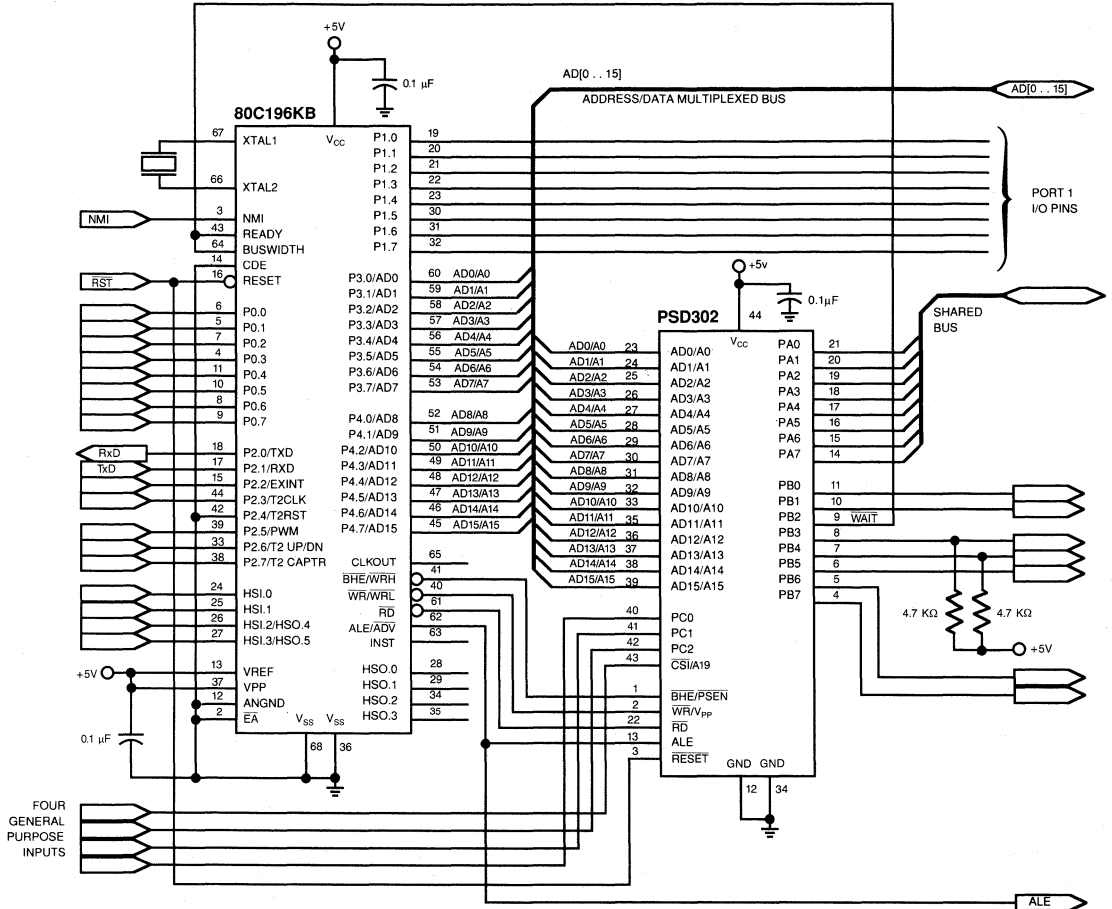 +5V
0.1 µF
AD[0 . . 15]
ADDRESS/DATA MULTIPLEXED BUS
AD[0 . . 15]
80C196KB
67 XTAL1
66 XTAL2
NMI 3 NMI
43 READY
64 BUSWIDTH
14 CDE
RST 16 RESET
6 P0.0
5 P0.1
7 P0.2
4 P0.3
11 P0.4
10 P0.5
8 P0.6
9 P0.7
RxD 18 P2.0/TXD
TxD 17 P2.1/RXD
15 P2.2/EXINT
44 P2.3/T2CLK
42 P2.4/T2RST
39 P2.5/PWM
33 P2.6/T2 UP/DN
38 P2.7/T2 CAPTR
24 HSI.0
25 HSI.1
26 HSI.2/HSO.4
27 HSI.3/HSO.5
+5V
13 VREF
37 VPP
12 ANGND
2 EA
0.1 µF
VCC
P1.0 19
P1.1 20
P1.2 21
P1.3 22
P1.4 23
P1.5 30
P1.6 31
P1.7 32
PORT 1
I/O PINS
P3.0/AD0 60 AD0/A0
P3.1/AD1 59 AD1/A1
P3.2/AD2 58 AD2/A2
P3.3/AD3 57 AD3/A3
P3.4/AD4 56 AD4/A4
P3.5/AD5 55 AD5/A5
P3.6/AD6 54 AD6/A6
P3.7/AD7 53 AD7/A7
P4.0/AD8 52 AD8/A8
P4.1/AD9 51 AD9/A9
P4.2/AD10 50 AD10/A10
P4.3/AD11 49 AD11/A11
P4.4/AD12 48 AD12/A12
P4.5/AD13 47 AD13/A13
P4.6/AD14 46 AD14/A14
P4.7/AD15 45 AD15/A15
CLKOUT 65
BHE/WRH 41
WR/WRL 40
RD 61
ALE/ADV 62
INST 63
HSO.0 28
HSO.1 29
HSO.2 34
HSO.3 35
VSS VSS
68 36
+5v
0.1µF
PSD302
44
VCC
AD0/A0 23 AD0/A0
AD1/A1 24 AD1/A1
AD2/A2 25 AD2/A2
AD3/A3 26 AD3/A3
AD4/A4 27 AD4/A4
AD5/A5 28 AD5/A5
AD6/A6 29 AD6/A6
AD7/A7 30 AD7/A7
AD8/A8 31 AD8/A8
AD9/A9 32 AD9/A9
AD10/A10 33 AD10/A10
AD11/A11 35 AD11/A11
AD12/A12 36 AD12/A12
AD13/A13 37 AD13/A13
AD14/A14 38 AD14/A14
AD15/A15 39 AD15/A15
40 PC0
41 PC1
42 PC2
43 CSI/A19
1 BHE/PSEN
2 WR/VPP
22 RD
13 ALE
3 RESET
GND GND
12 34
PA0 21
PA1 20
PA2 19
PA3 18
PA4 17
PA5 16
PA6 15
PA7 14
SHARED
BUS
PB0 11
PB1 10
PB2 9 WAIT
PB3 8
PB4 7
PB5 6
PB6 5
PB7 4
4.7 KΩ
4.7 KΩ
+5V
FOUR
GENERAL
PURPOSE
INPUTS
ALE